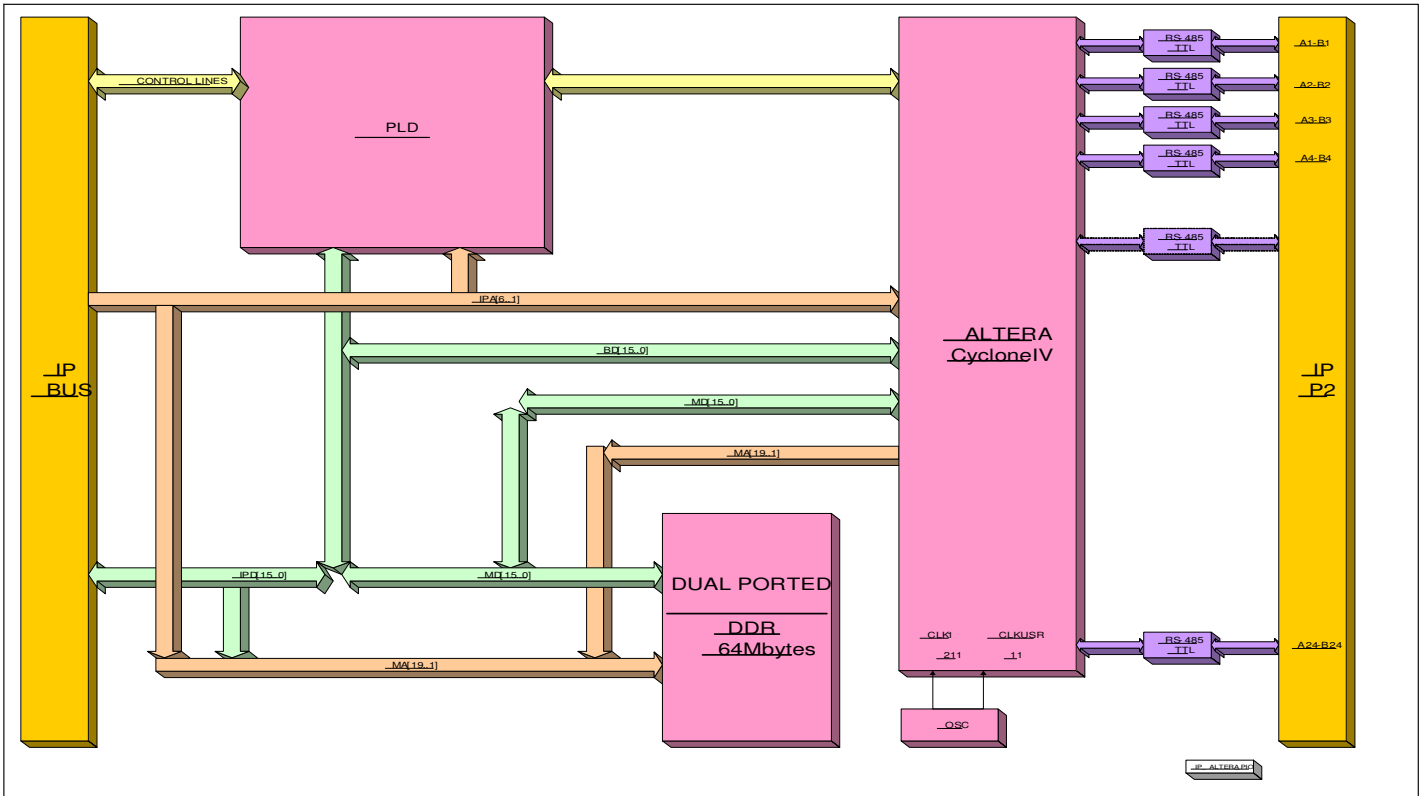 CONTROL LINES
PLD
IPA[6..1]
BD[15..0]
MD[15..0]
MA[19..1]
IP
BUS
IPD[15..0]
MD[15..0]
MA[19..1]
DUAL PORTED
DDR
64Mbytes
ALTERA
CycloneIV
CLK1
CLKUSR
211
11
OSC
RS-485
TTL
A1-B1
RS-485
TTL
A2-B2
RS-485
TTL
A3-B3
RS-485
TTL
A4-B4
RS-485
TTL
IP
P2
RS-485
TTL
A24-B24
IP_ALTERAPIO